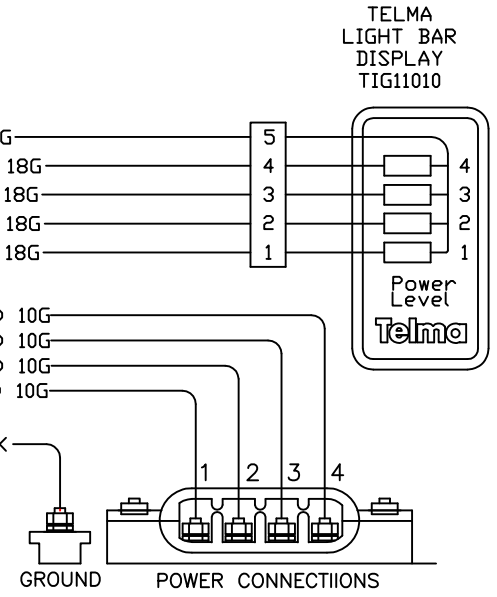 TELMA
LIGHT BAR
DISPLAY
TIG11010
G 5
18G 4 4
18G 3 3
18G 2 2
18G 1 1
Power
Level
Telma
10G
10G
10G
10G
K
1 2 3 4
GROUND
POWER CONNECTIIONS